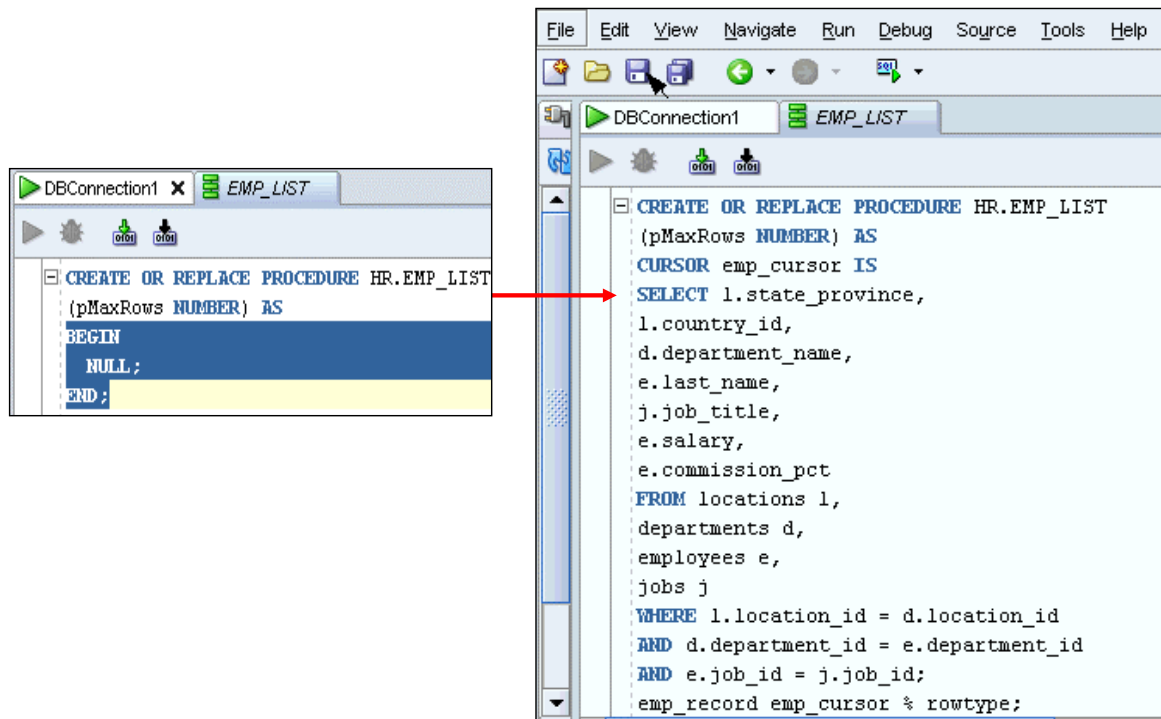 DBConnection1 EMP_LIST
CREATE OR REPLACE PROCEDURE HR.EMP_LIST
(pMaxRows NUMBER) AS
BEGIN
NULL;
END;
File Edit View Navigate Run Debug Source Tools Help
DBConnection1 EMP_LIST
CREATE OR REPLACE PROCEDURE HR.EMP_LIST
(pMaxRows NUMBER) AS
CURSOR emp_cursor IS
SELECT l.state_province,
l.country_id,
d.department_name,
e.last_name,
j.job_title,
e.salary,
e.commission_pct
FROM locations l,
departments d,
employees e,
jobs j
WHERE l.location_id = d.location_id
AND d.department_id = e.department_id
AND e.job_id = j.job_id;
emp_record emp_cursor % rowtype;